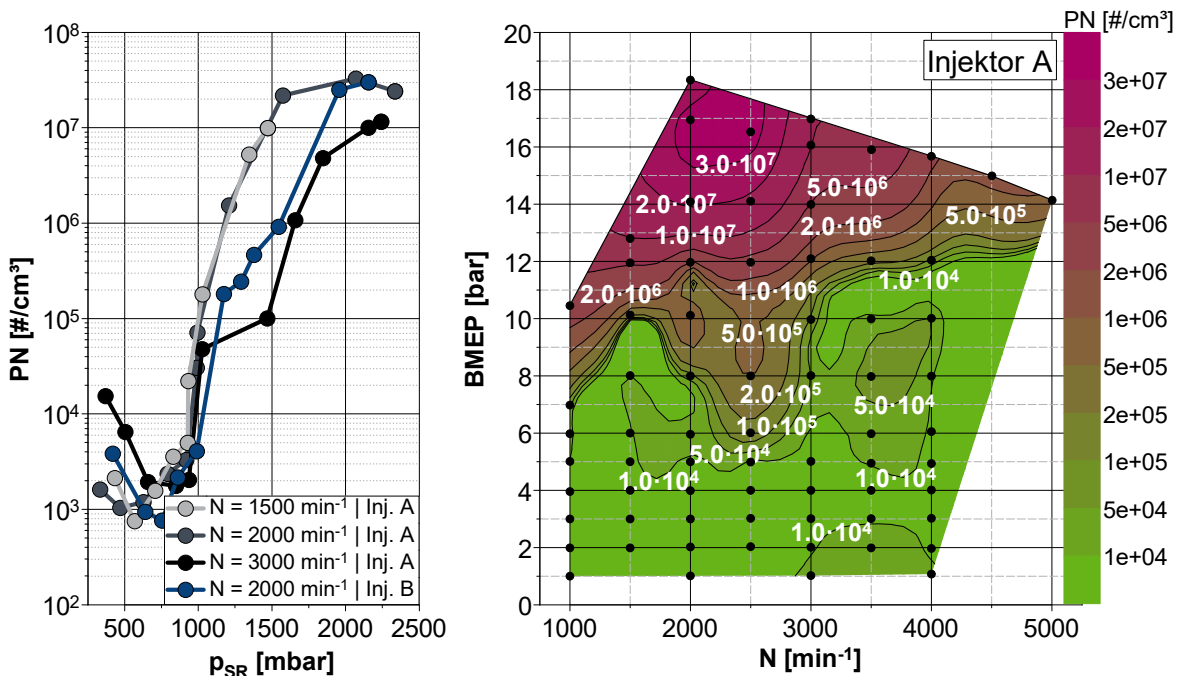 PN [#/cm³]
10⁸
10⁷
10⁶
10⁵
10⁴
10³
10²
500
1000
1500
2000
2500
p_SR [mbar]
N = 1500 min⁻¹ | Inj. A
N = 2000 min⁻¹ | Inj. A
N = 3000 min⁻¹ | Inj. A
N = 2000 min⁻¹ | Inj. B
BMEP [bar]
20
18
16
14
12
10
8
6
4
2
0
1000
2000
3000
4000
5000
N [min⁻¹]
Injektor A
3.0·10⁷
5.0·10⁶
2.0·10⁷
5.0·10⁵
2.0·10⁶
1.0·10⁷
1.0·10⁴
2.0·10⁶
1.0·10⁶
5.0·10⁵
2.0·10⁵
5.0·10⁴
1.0·10⁵
5.0·10⁴
1.0·10⁴
1.0·10⁴
1.0·10⁴
PN [#/cm³]
3e+07
2e+07
1e+07
5e+06
2e+06
1e+06
5e+05
2e+05
1e+05
5e+04
1e+04